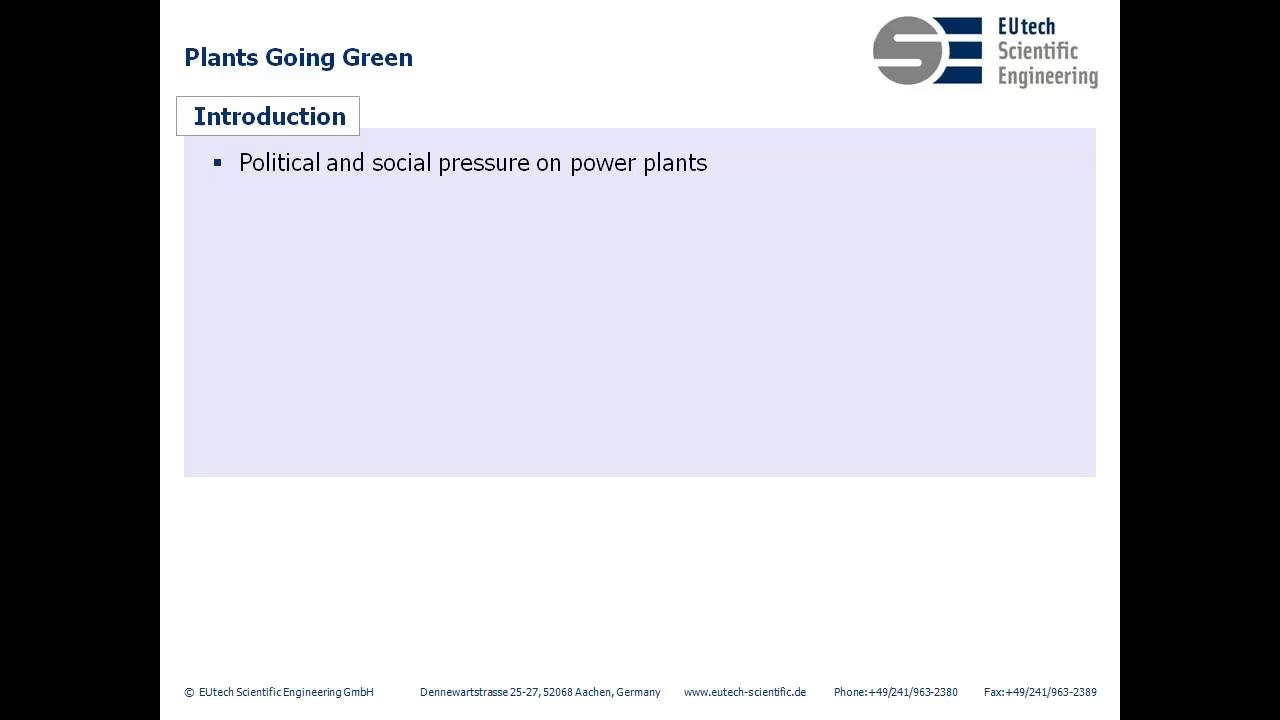 Plants Going Green
EUtech
Scientific
Engineering
Introduction
▪ Political and social pressure on power plants
© EUtech Scientific Engineering GmbH Dennewartstrasse 25-27, 52068 Aachen, Germany www.eutech-scientific.de Phone:+49/241/963-2380 Fax:+49/241/963-2389